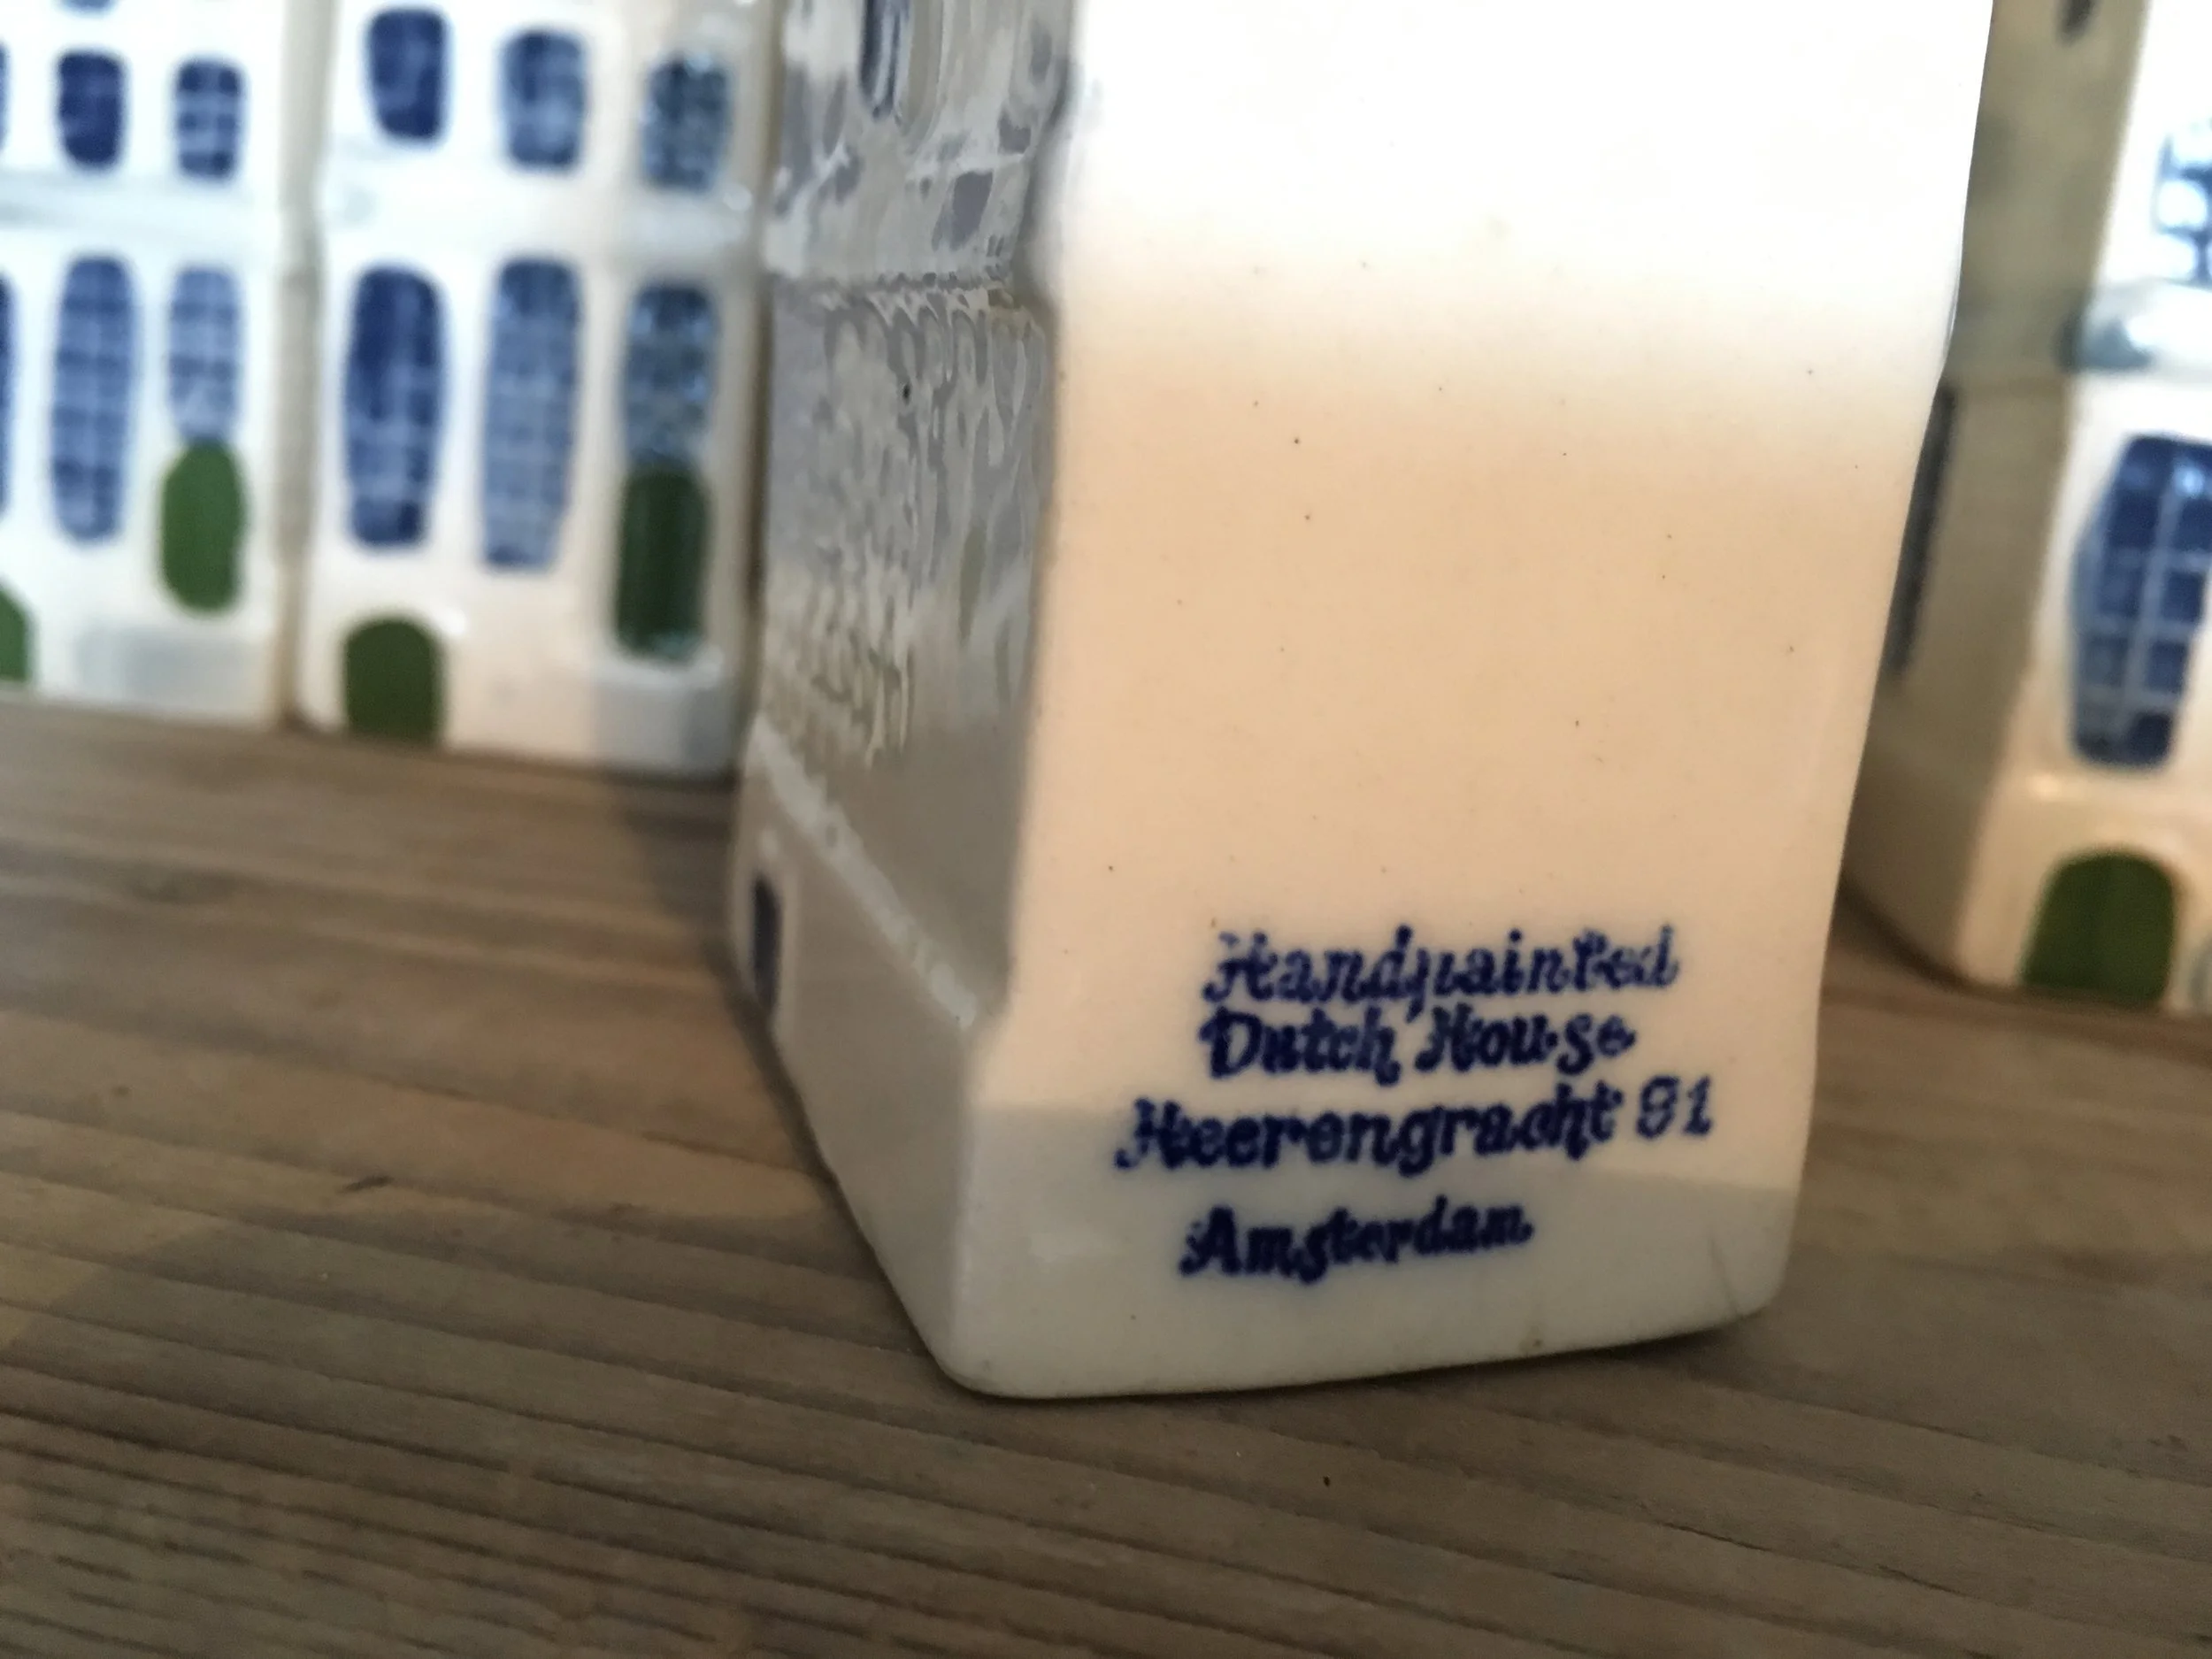 Handpainted
Dutch House
Heerengracht 91
Amsterdam